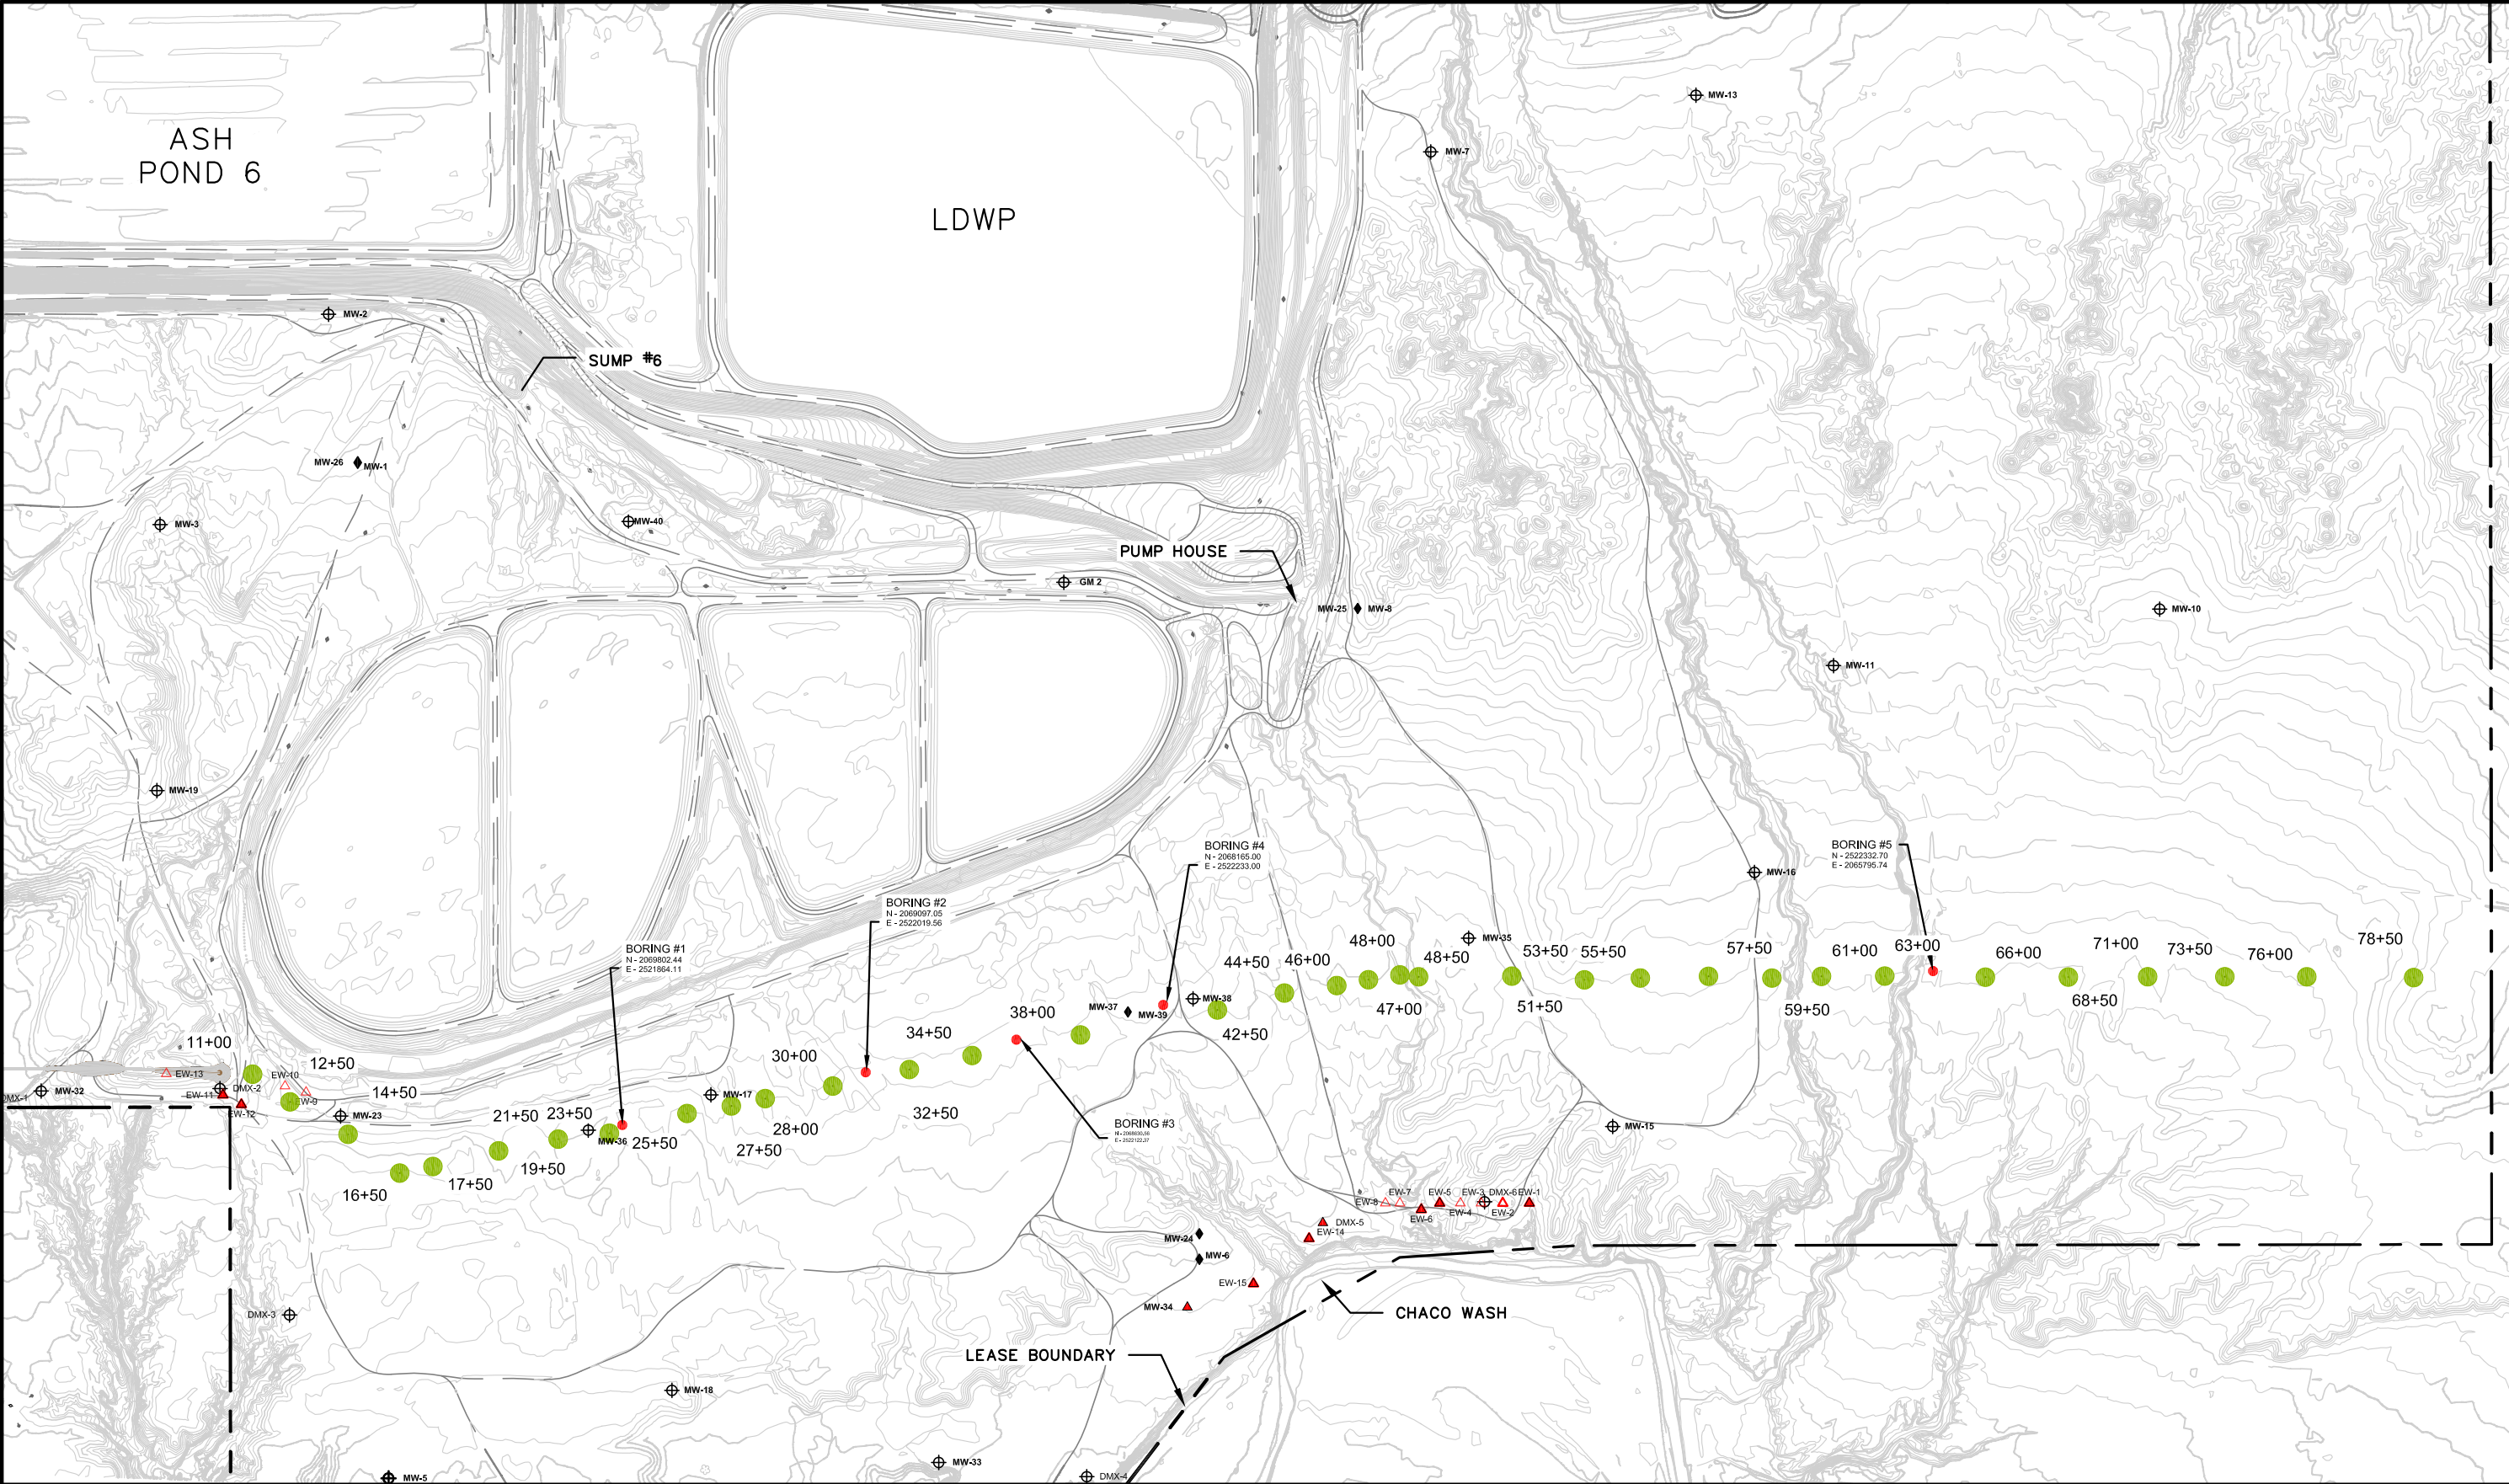 MW-13
ASH
POND 6
MW-7
LDWP
MW-2
SUMP #6
MW-26
MW-1
MW-3
MW-40
PUMP HOUSE
GM 2
MW-25
MW-8
MW-10
MW-11
MW-19
BORING #4
N - 2068165.00
E - 2522233.00
BORING #5
N - 2522332.70
E - 2065795.74
MW-16
BORING #2
N - 2069097.05
E - 2522019.56
BORING #1
N - 2069802.44
E - 2521864.11
48+00
MW-35
53+50
55+50
57+50
61+00
63+00
66+00
71+00
73+50
76+00
78+50
44+50
46+00
48+50
MW-37
MW-39
MW-38
38+00
34+50
42+50
47+00
51+50
59+50
68+50
11+00
12+50
30+00
EW-13
EW-10
DMX-1
MW-32
DMX-2
EW-11
EW-12
EW-9
14+50
MW-23
MW-17
21+50
23+50
MW-36
25+50
28+00
27+50
32+50
BORING #3
MW-15
16+50
17+50
19+50
EW-8
EW-7
EW-5
EW-3
DMX-6
EW-1
EW-6
EW-4
EW-2
DMX-5
EW-14
MW-24
MW-6
EW-15
MW-34
DMX-3
CHACO WASH
LEASE BOUNDARY
MW-18
MW-33
MW-5
DMX-4